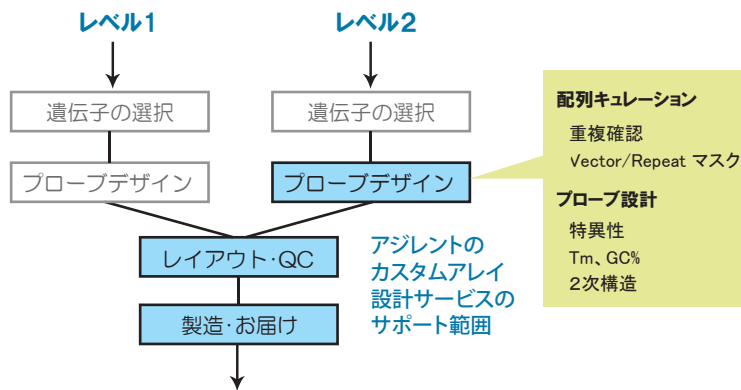 レベル1
レベル2
遺伝子の選択
遺伝子の選択
プローブデザイン
プローブデザイン
レイアウト・QC
製造・お届け
アジレントの
カスタムアレイ
設計サービスの
サポート範囲
配列キュレーション
重複確認
Vector/Repeat マスク
プローブ設計
特異性
Tm、GC%
2次構造